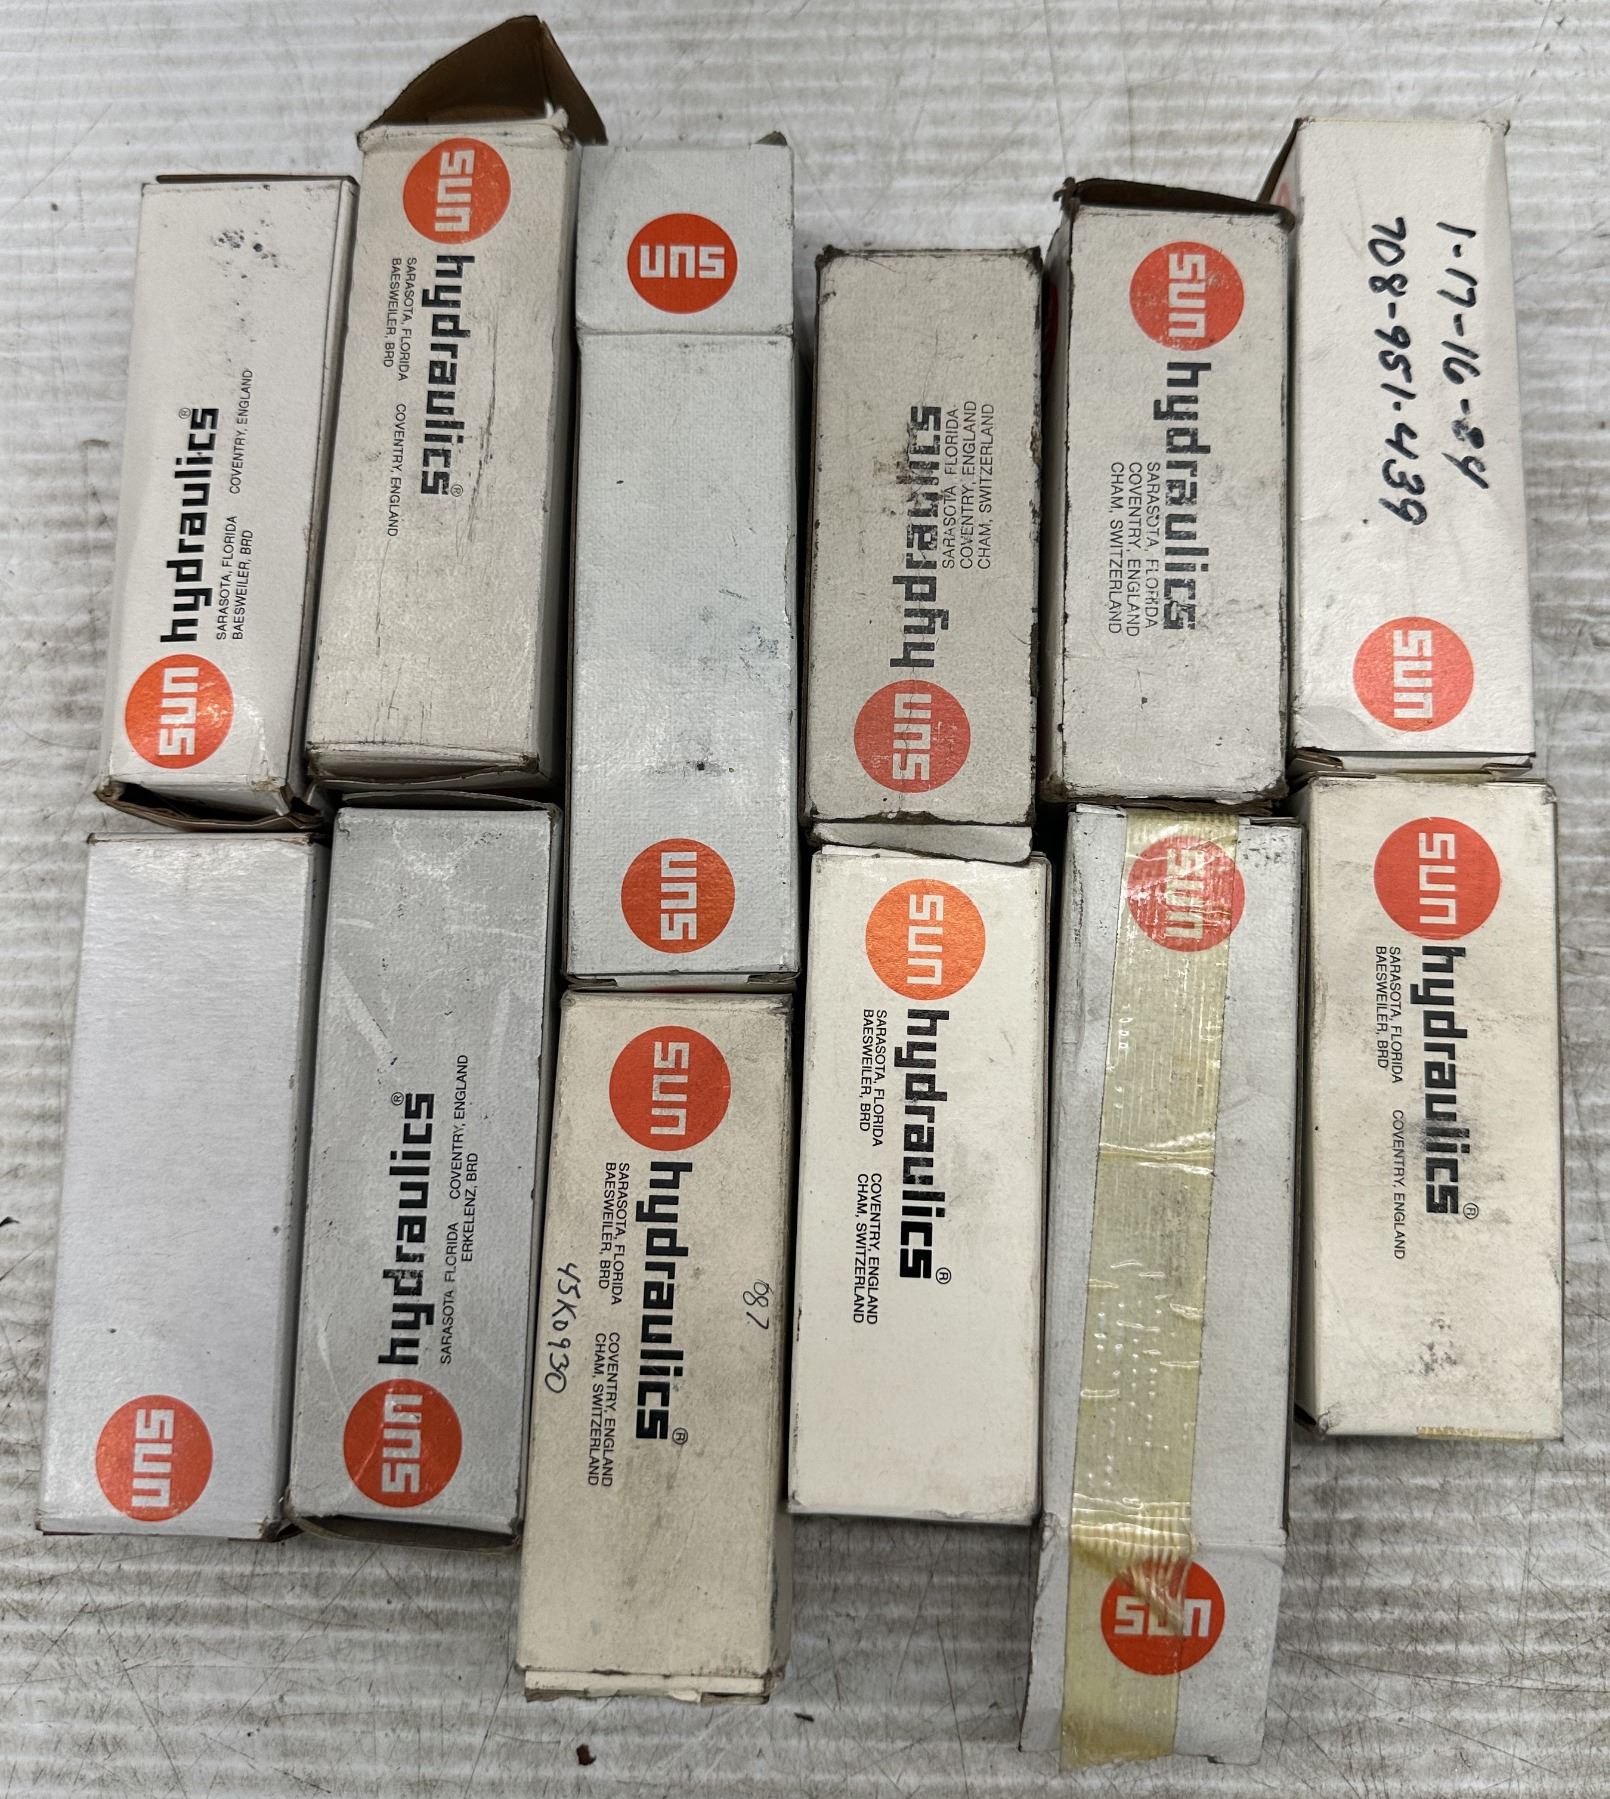 sun
hydraulics®
SARASOTA, FLORIDA COVENTRY, ENGLAND
BAESWEILER, BRD
sun
hydraulics®
SARASOTA, FLORIDA COVENTRY, ENGLAND
BAESWEILER, BRD
sun
sun
sun
hydraulics
SARASOTA, FLORIDA
COVENTRY, ENGLAND
CHAM, SWITZERLAND
sun
hydraulics
SARASOTA, FLORIDA
COVENTRY, ENGLAND
CHAM, SWITZERLAND
1-17-16-84
708-951-439
sun
sun
sun
hydraulics®
SARASOTA, FLORIDA COVENTRY, ENGLAND
ERKELENZ, BRD
sun
hydraulics®
SARASOTA, FLORIDA COVENTRY, ENGLAND
BAESWEILER, BRD CHAM, SWITZERLAND
087
45K0930
sun
hydraulics®
SARASOTA, FLORIDA COVENTRY, ENGLAND
BAESWEILER, BRD CHAM, SWITZERLAND
sun
sun
sun
hydraulics®
SARASOTA, FLORIDA COVENTRY, ENGLAND
BAESWEILER, BRD